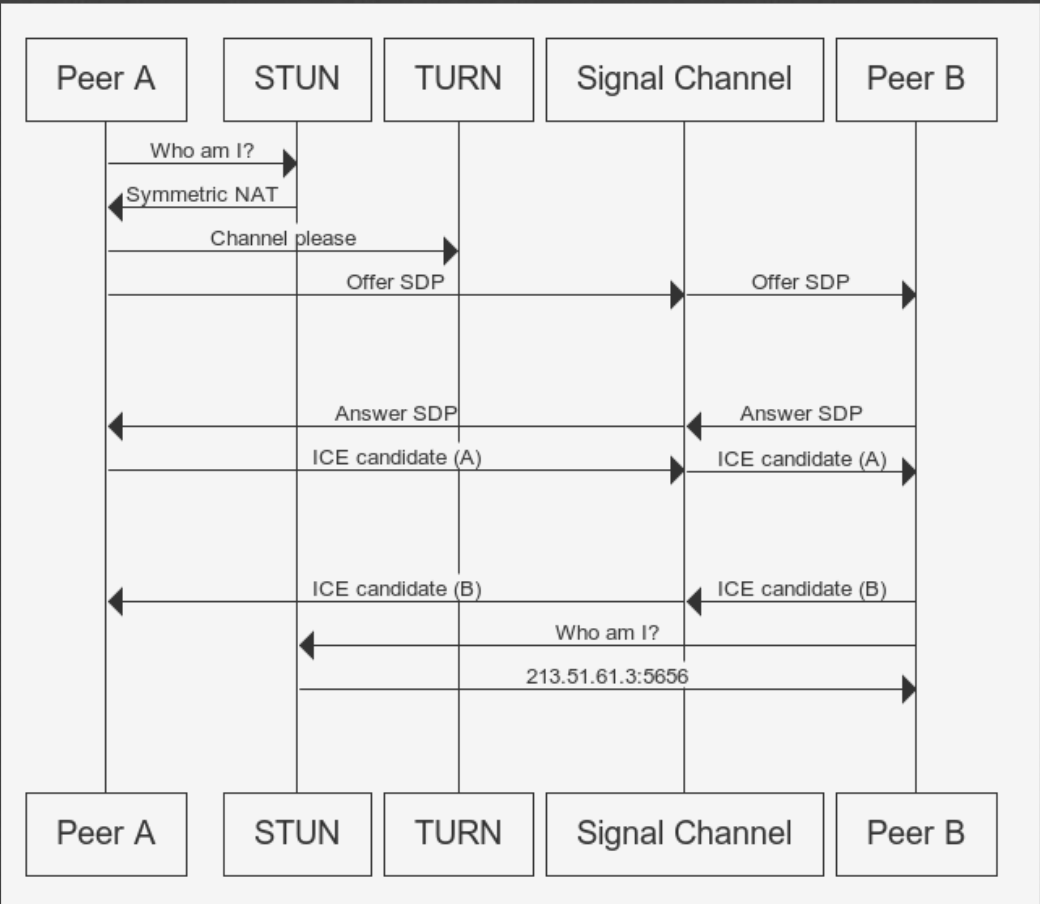 Peer A
STUN
TURN
Signal Channel
Peer B
Who am I?
Symmetric NAT
Channel please
Offer SDP
Offer SDP
Answer SDP
Answer SDP
ICE candidate (A)
ICE candidate (A)
ICE candidate (B)
ICE candidate (B)
Who am I?
213.51.61.3:5656
Peer A
STUN
TURN
Signal Channel
Peer B